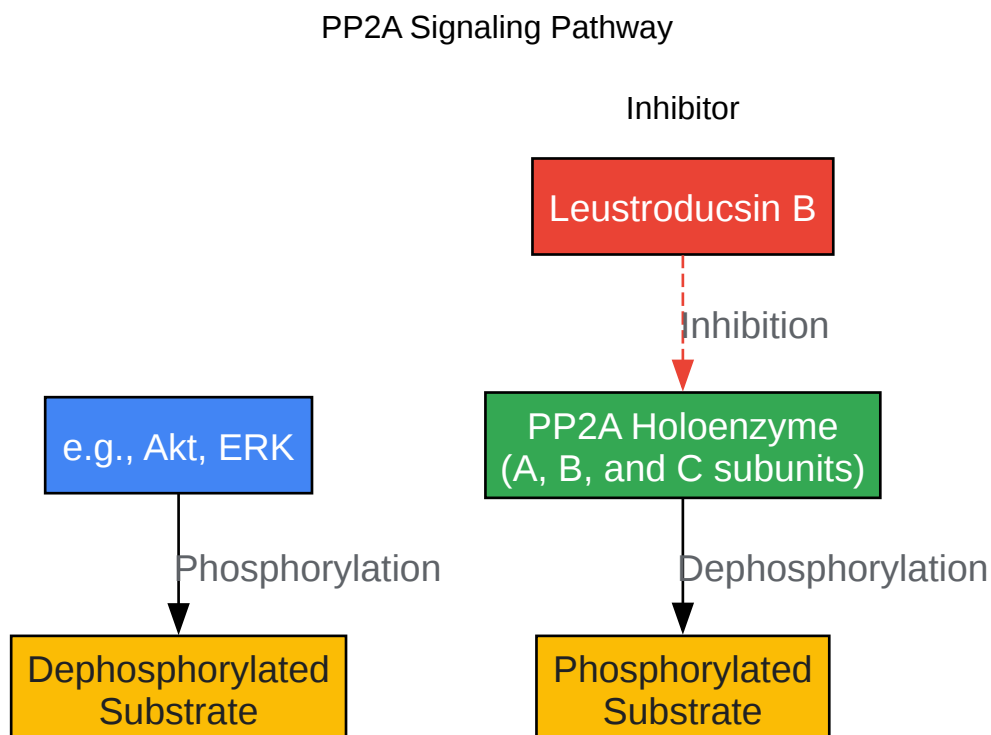 PP2A Signaling Pathway
Inhibitor
Leustroducsin B
Inhibition
e.g., Akt, ERK
PP2A Holoenzyme
(A, B, and C subunits)
Phosphorylation
Dephosphorylation
Dephosphorylated
Substrate
Phosphorylated
Substrate